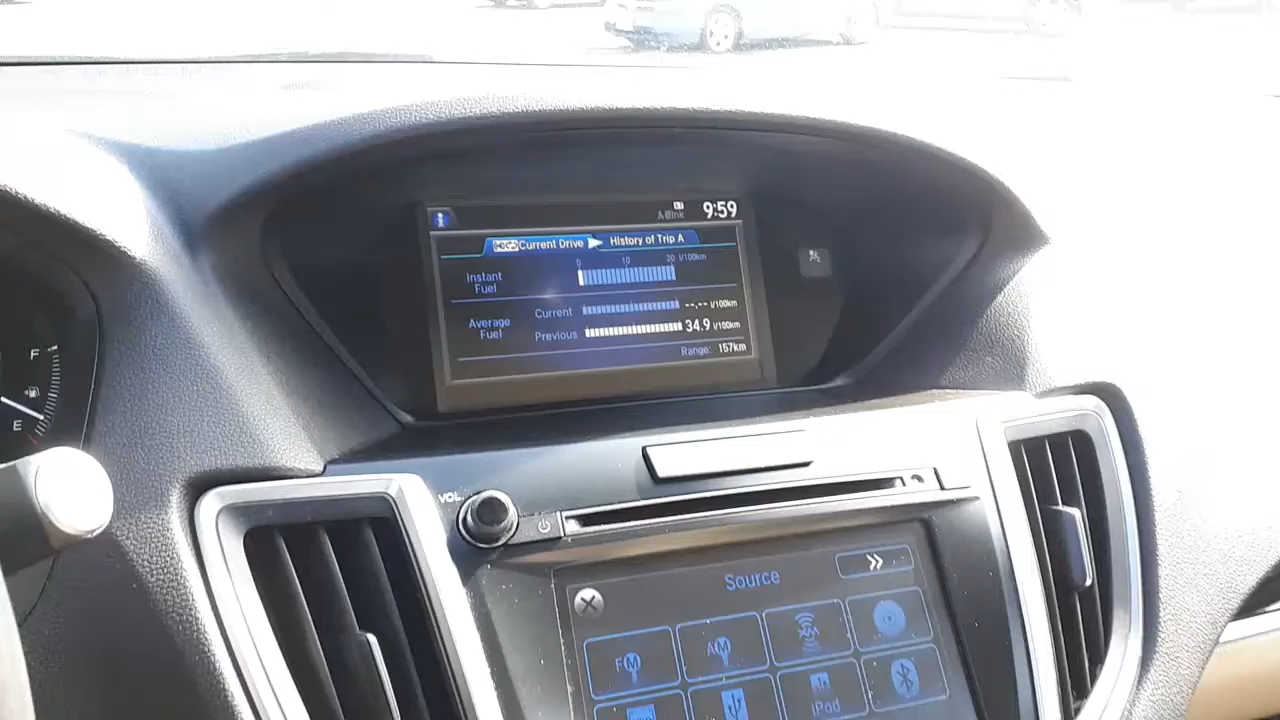 9:59
Current Drive
History of Trip A
0 10 20 l/100km
Instant
Fuel
Average
Fuel
Current --.-- l/100km
Previous 34.9 l/100km
Range: 157km
F
E
VOL
Source
FM
AM
XM
iPod